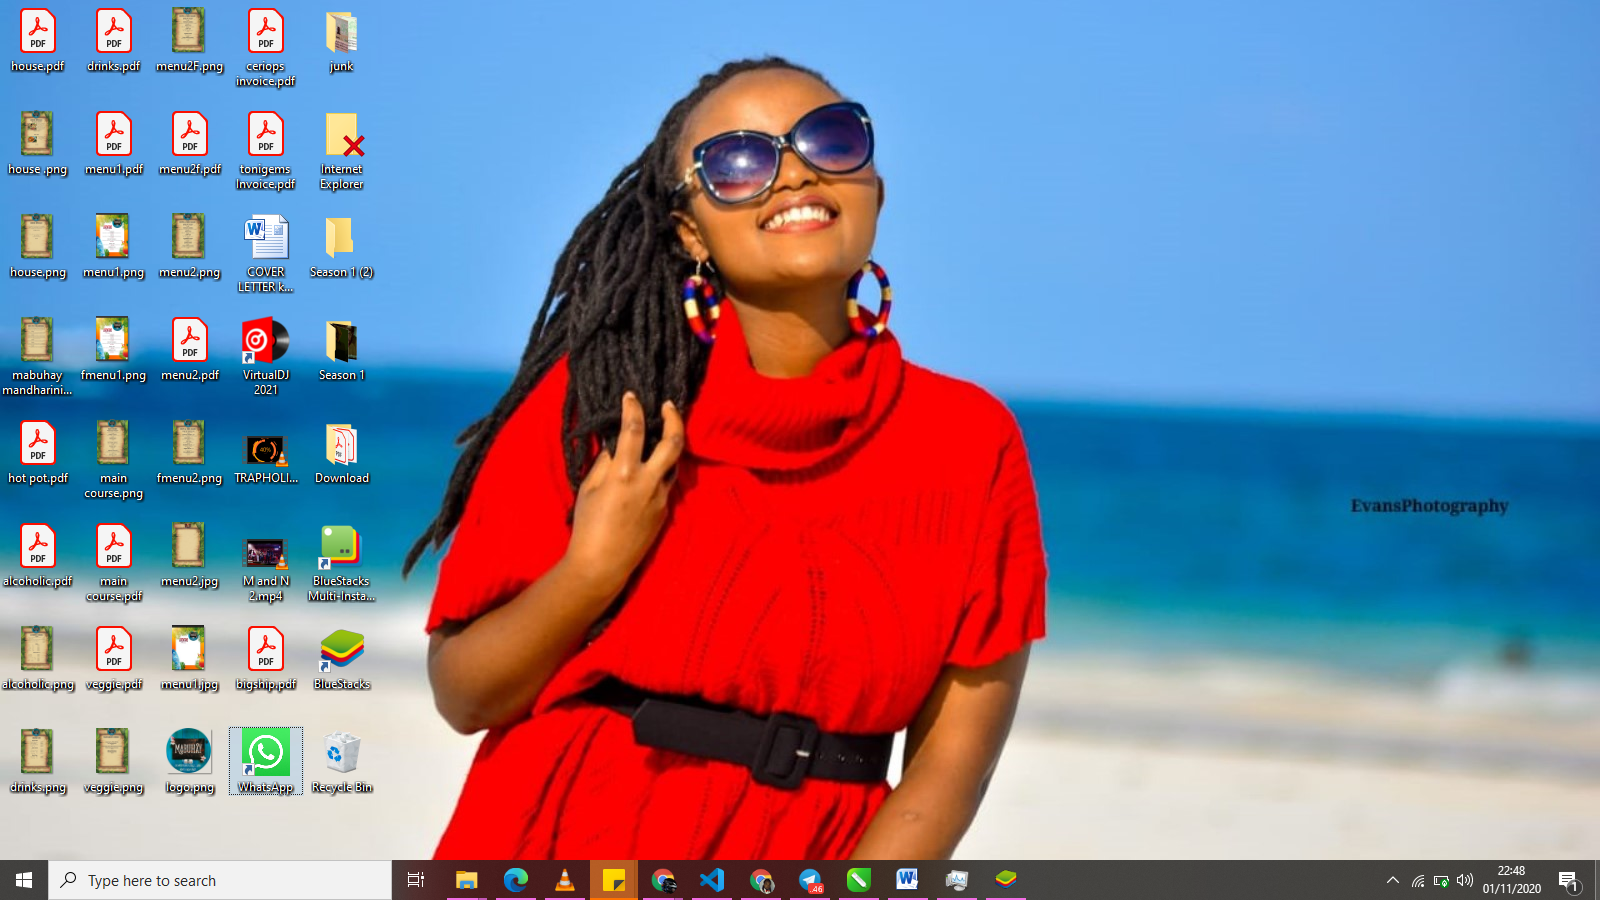 house.pdf
drinks.pdf
menu2F.png
ceriops
invoice.pdf
junk
house .png
menu1.pdf
menu2f.pdf
tonigems
Invoice.pdf
Internet
Explorer
house.png
menu1.png
menu2.png
COVER
LETTER k...
Season 1 (2)
mabuhay
mandharini...
fmenu1.png
menu2.pdf
VirtualDJ
2021
Season 1
hot pot.pdf
main
course.png
fmenu2.png
TRAPHOLI...
Download
alcoholic.pdf
main
course.pdf
menu2.jpg
M and N
2.mp4
BlueStacks
Multi-Insta...
alcoholic.png
veggie.pdf
menu1.jpg
bigship.pdf
BlueStacks
drinks.png
veggie.png
logo.png
WhatsApp
Recycle Bin
PDF
PDF
PDF
PDF
PDF
PDF
PDF
PDF
PDF
PDF
PDF
PDF
40%
MABUHAY
EvansPhotography
Type here to search
.46
22:48
01/11/2020
1